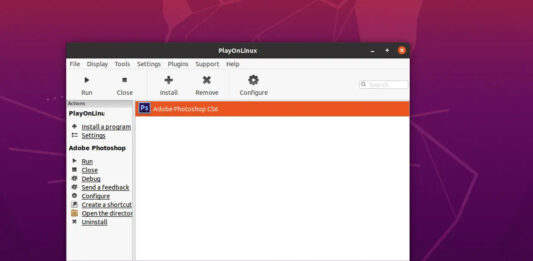 PlayOnLinux
File Display Tools Settings Plugins Support Help
Run Close Install Remove Configure Search
Actions
Ps Adobe Photoshop CS6
PlayOnLinu
Install a program
Settings
Adobe Photoshop
Run
Close
Debug
Send a feedback
Configure
Create a shortcut
Open the director
Uninstall